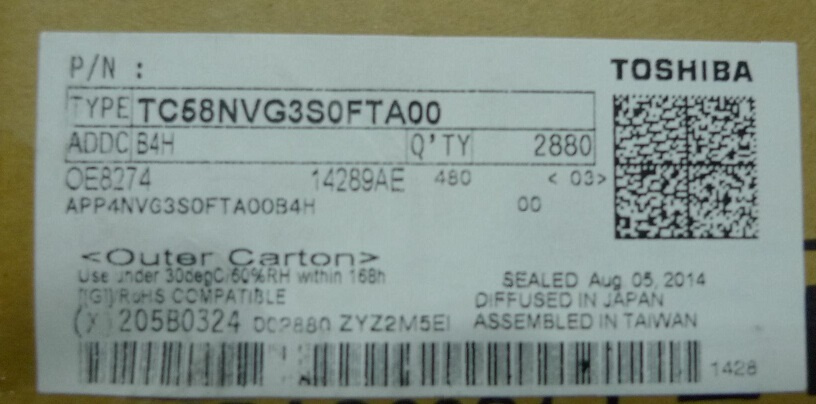 P/N :
TOSHIBA
TYPE TC58NVG3S0FTA00
ADDC B4H Q'TY 2880
OE8274 14289AE 480 < 03>
APP4NVG3S0FTA00B4H 00
<Outer Carton>
Use under 30degC/60%RH within 168h
SEALED Aug. 05, 2014
[[G]]/RoHS COMPATIBLE
DIFFUSED IN JAPAN
(X) 205B0324 002880 ZYZ2M5EI
ASSEMBLED IN TAIWAN
1428